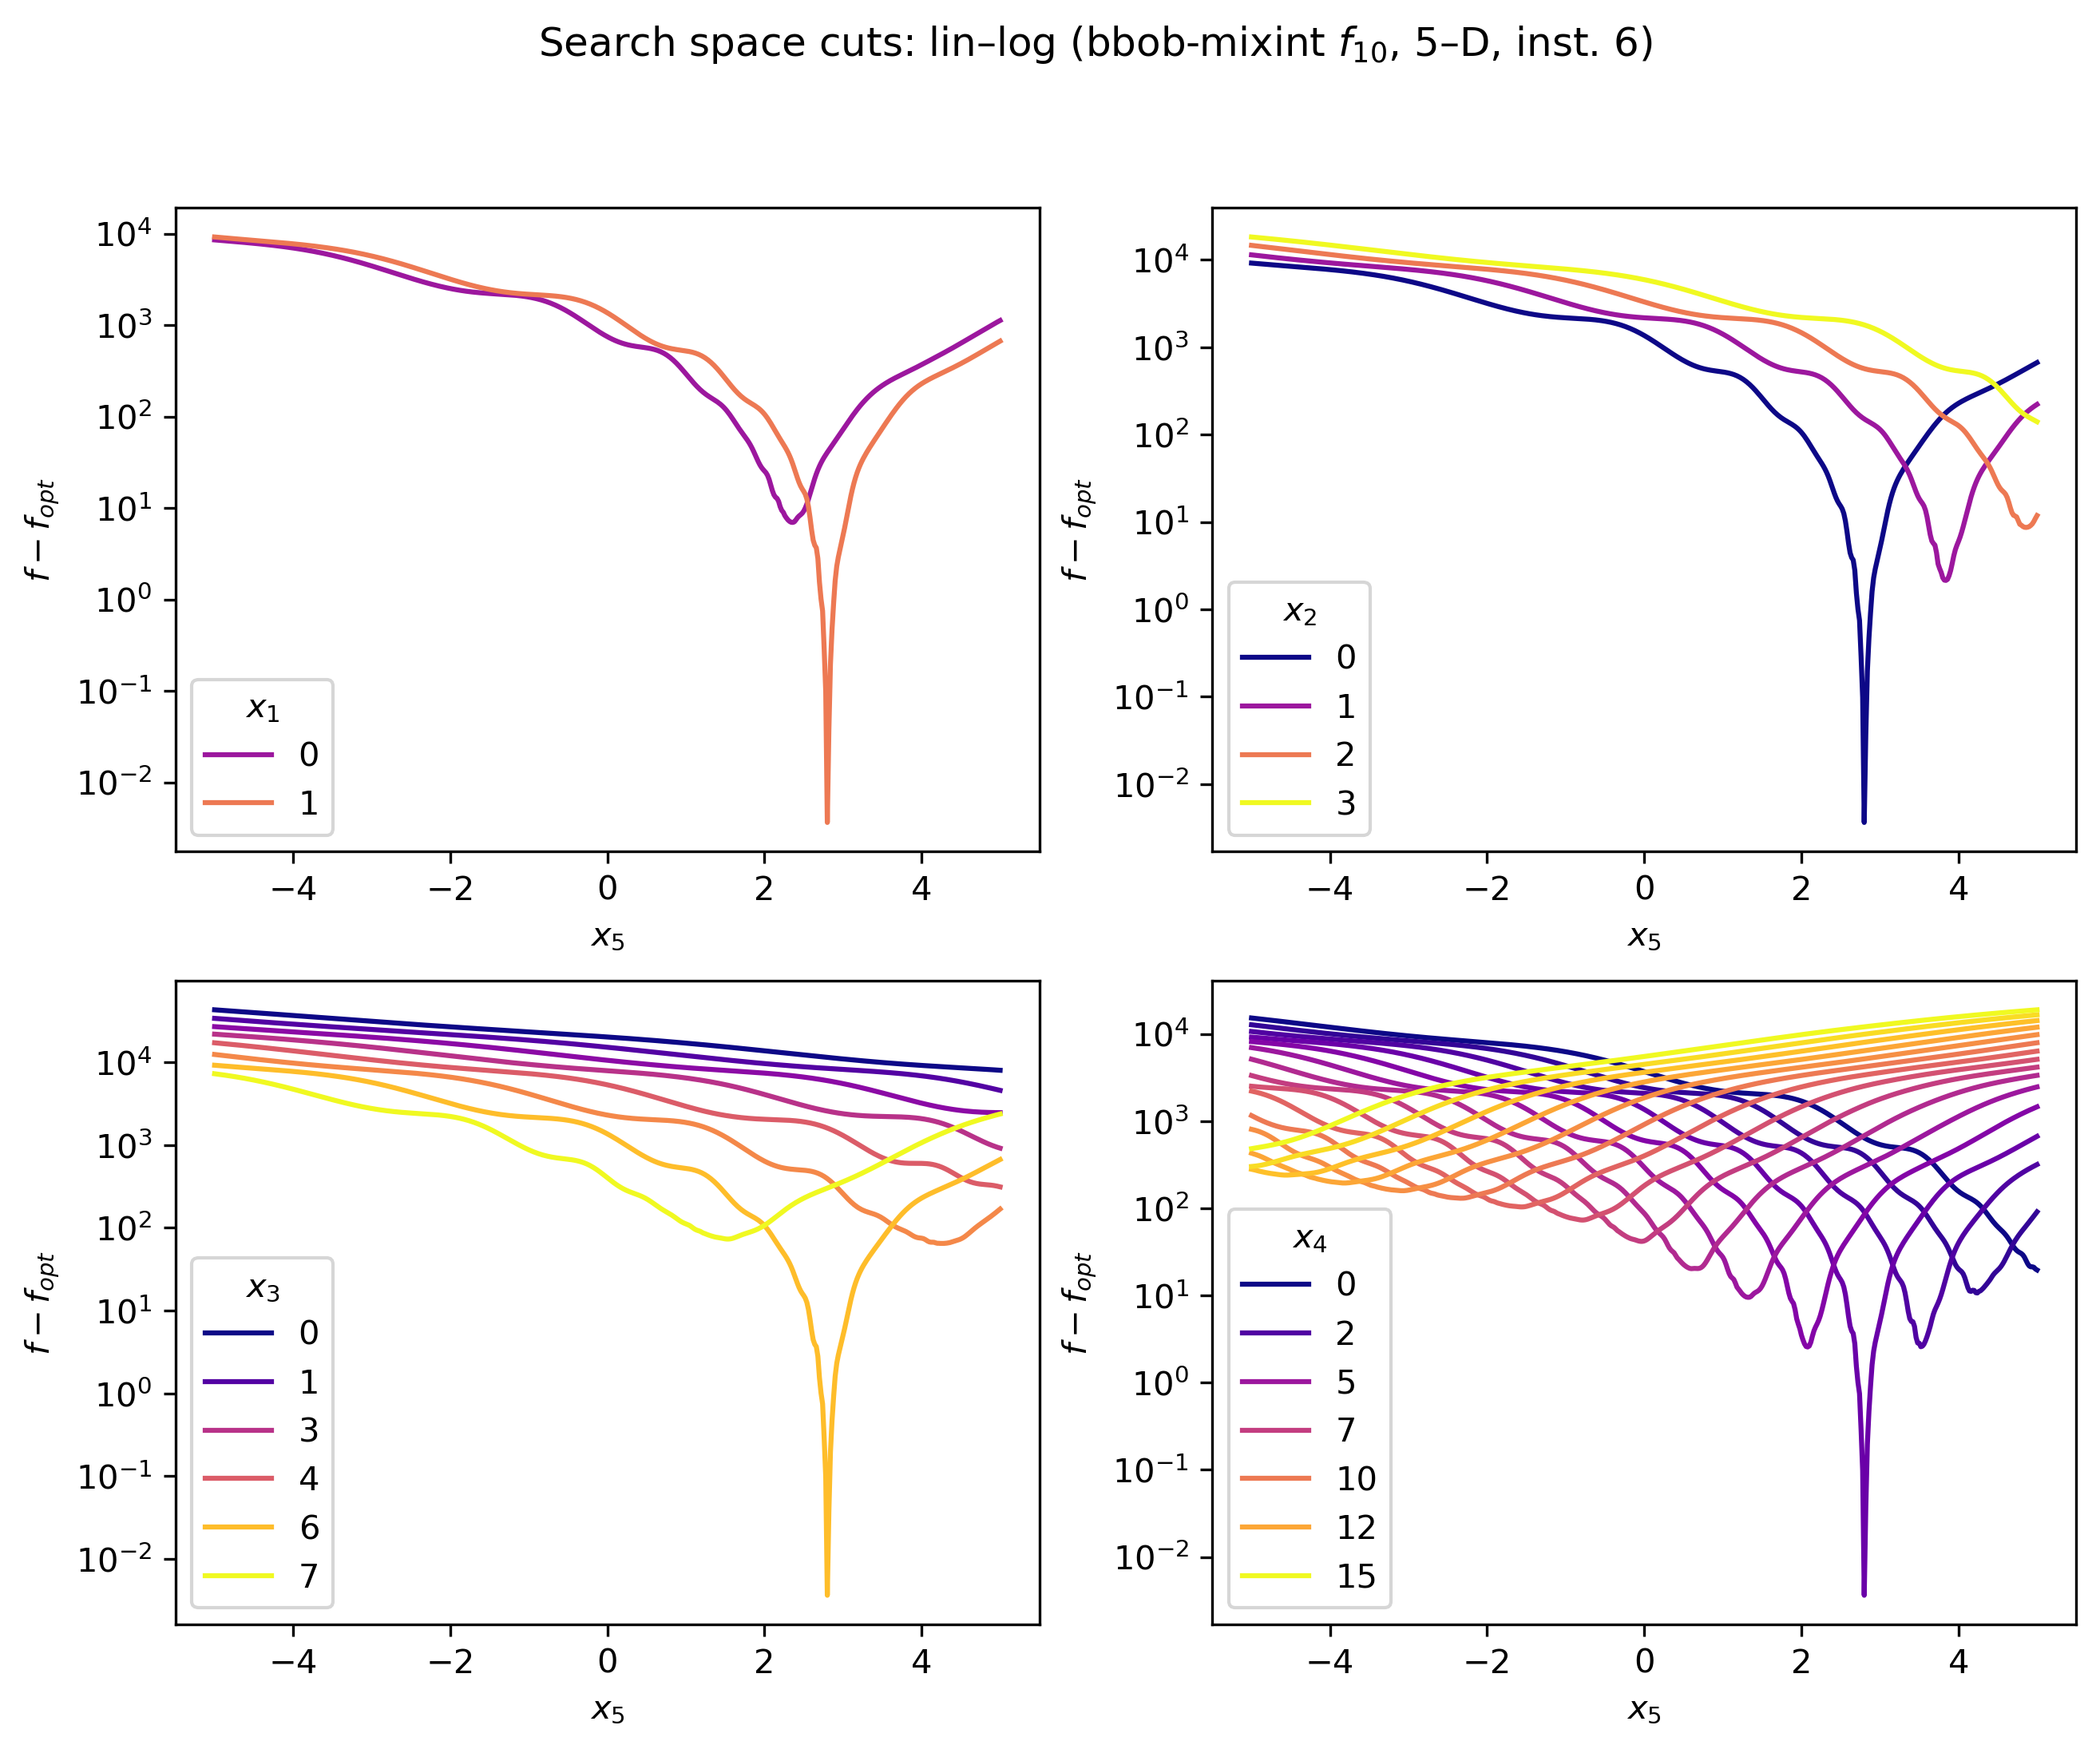 Search space cuts: lin–log (bbob-mixint f10, 5–D, inst. 6)
f − fopt
10^4
10^3
10^2
10^1
10^0
10^−1
10^−2
x1
0
1
−4 −2 0 2 4
x5
f − fopt
10^4
10^3
10^2
10^1
10^0
10^−1
10^−2
x2
0
1
2
3
−4 −2 0 2 4
x5
f − fopt
10^4
10^3
10^2
10^1
10^0
10^−1
10^−2
x3
0
1
3
4
6
7
−4 −2 0 2 4
x5
f − fopt
10^4
10^3
10^2
10^1
10^0
10^−1
10^−2
x4
0
2
5
7
10
12
15
−4 −2 0 2 4
x5